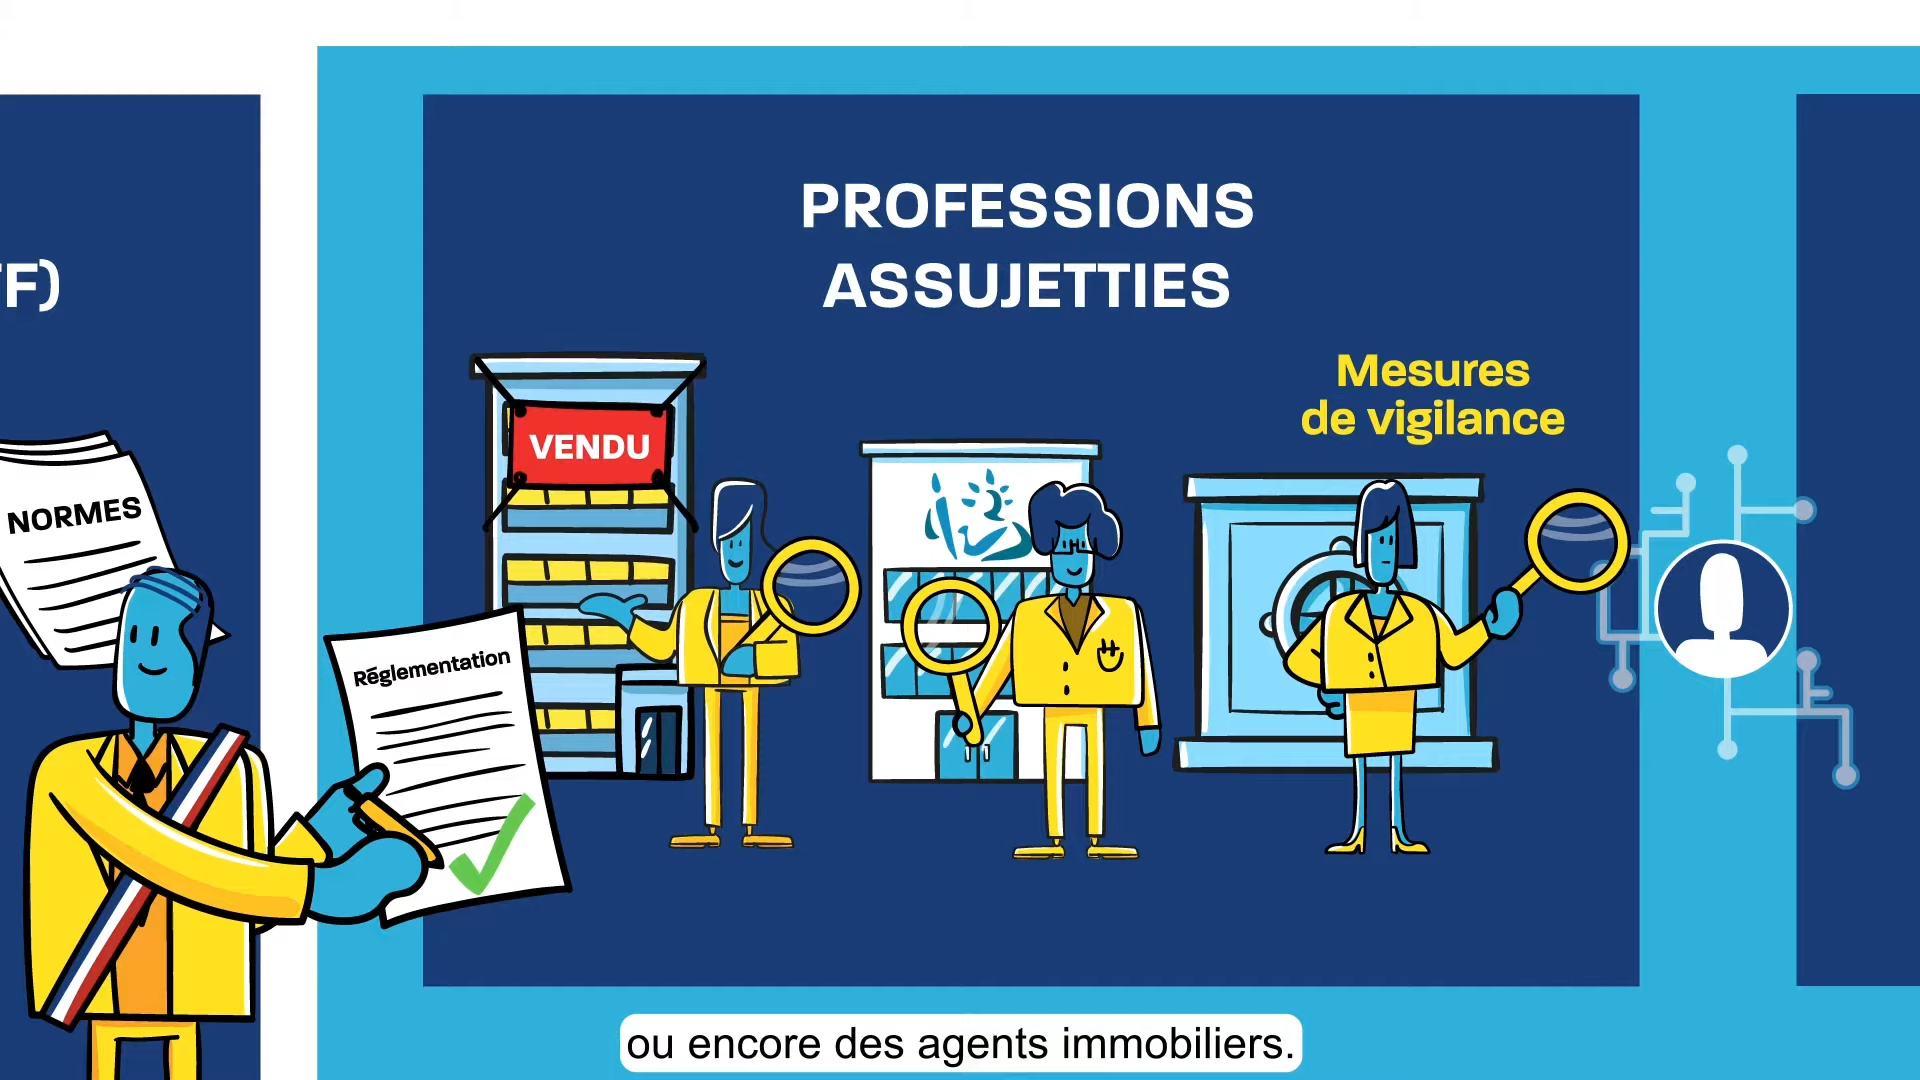 F)
NORMES
Réglementation
PROFESSIONS
ASSUJETTIES
VENDU
Mesures
de vigilance
ou encore des agents immobiliers.